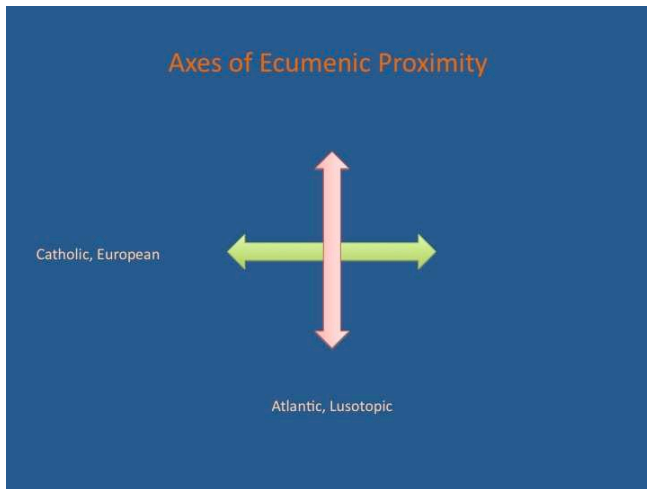 Axes of Ecumenic Proximity
Catholic, European
Atlantic, Lusotopic